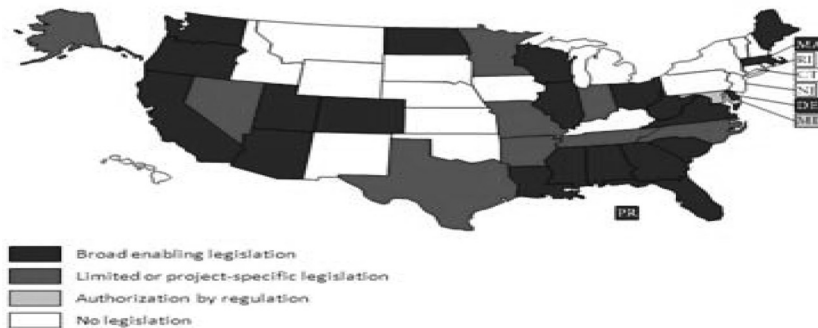 MA
RI
CT
NJ
DE
MD
PR
Broad enabling legislation
Limited or project-specific legislation
Authorization by regulation
No legislation